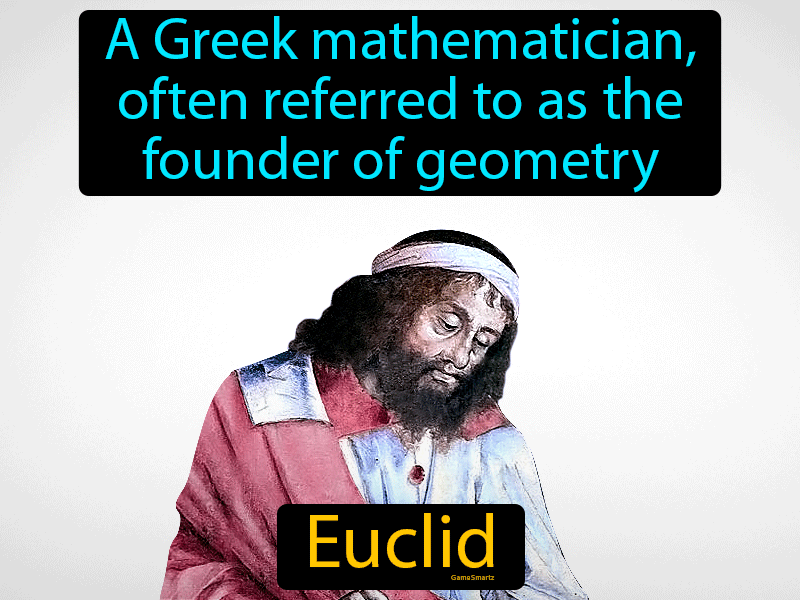 A Greek mathematician,
often referred to as the
founder of geometry
Euclid
GameSmartz